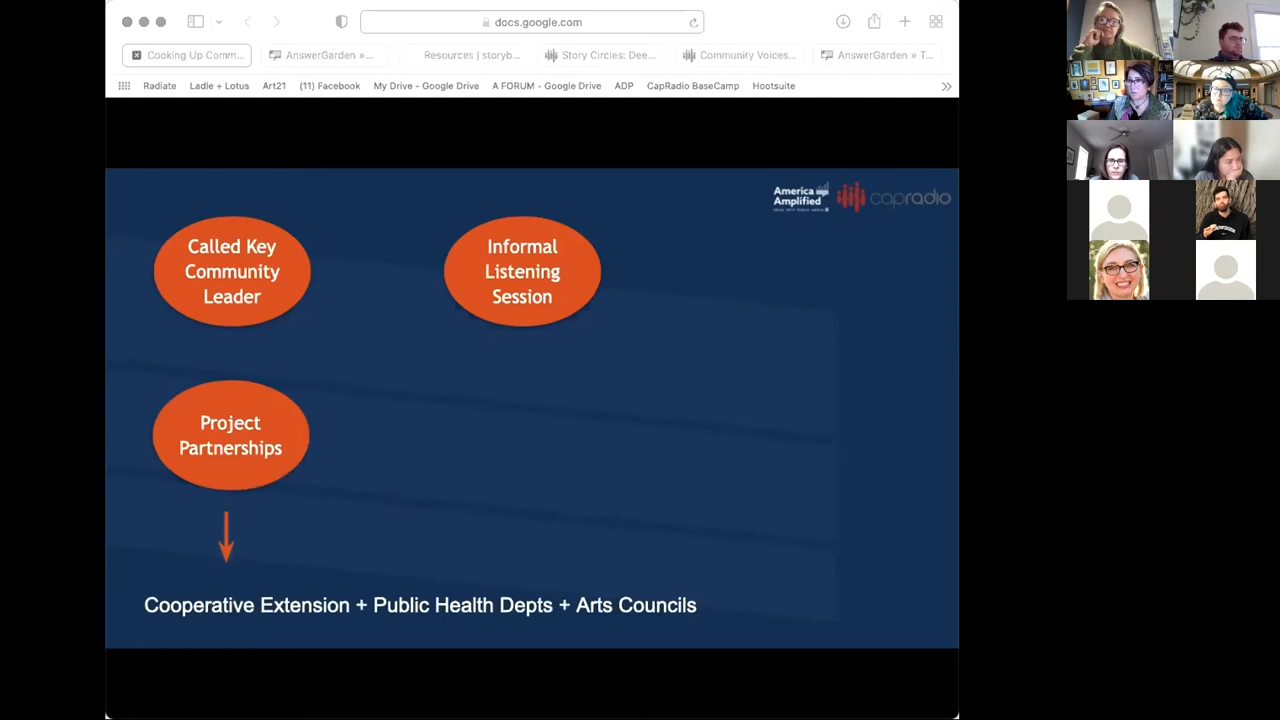 docs.google.com
Cooking Up Comm...
AnswerGarden »...
Resources | storyb...
Story Circles: Dee...
Community Voices...
AnswerGarden » T...
Radiate
Ladle + Lotus
Art21
(11) Facebook
My Drive - Google Drive
A FORUM - Google Drive
ADP
CapRadio BaseCamp
Hootsuite
America
Amplified
capradio
Called Key
Community
Leader
Informal
Listening
Session
Project
Partnerships
Cooperative Extension + Public Health Depts + Arts Councils